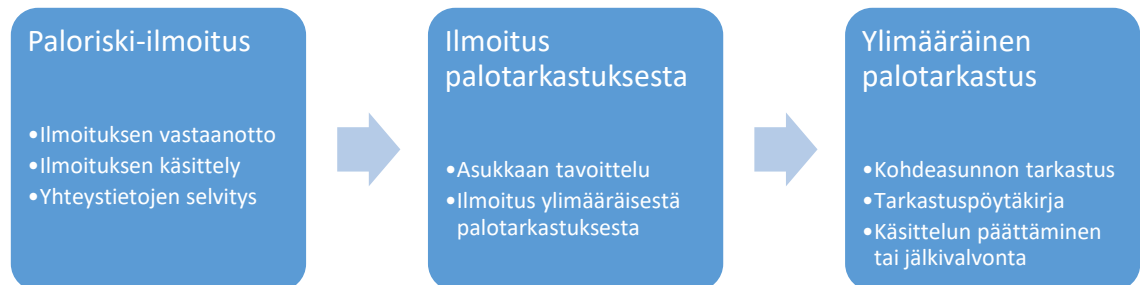 Paloriski-ilmoitus
•Ilmoituksen vastaanotto
•Ilmoituksen käsittely
•Yhteystietojen selvitys
Ilmoitus
palotarkastuksesta
•Asukkaan tavoittelu
•Ilmoitus ylimääräisestä
palotarkastuksesta
Ylimääräinen
palotarkastus
•Kohdeasunnon tarkastus
•Tarkastuspöytäkirja
•Käsittelun päättäminen
tai jälkivalvonta